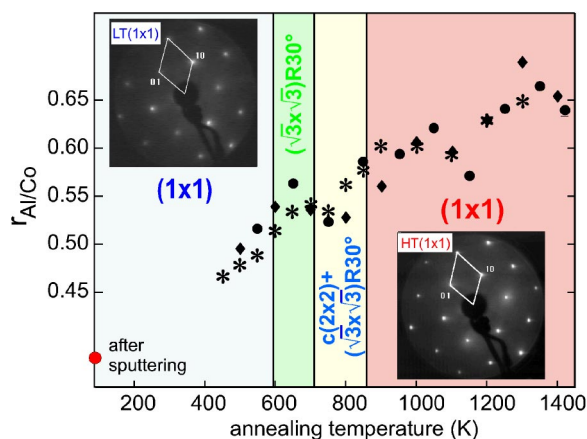 LT(1x1)
10
01
(1x1)
(√3x√3)R30°
c(2x2)+
(√3x√3)R30°
(1x1)
HT(1x1)
10
01
after
sputtering
r_Al/Co
0.65
0.60
0.55
0.50
0.45
200
400
600
800
1000
1200
1400
annealing temperature (K)